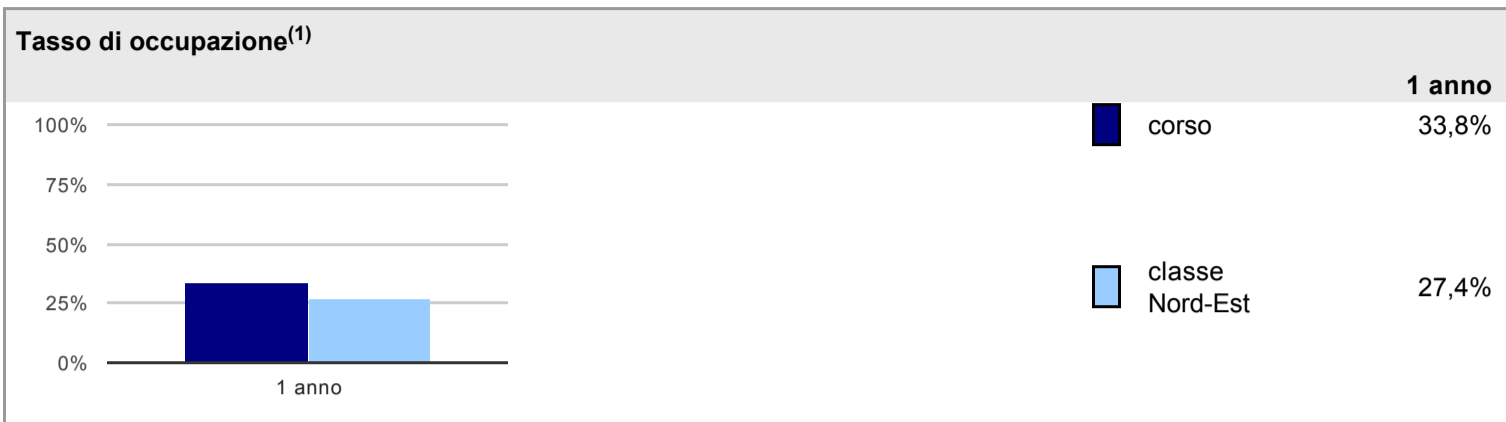 Tasso di occupazione(1)
1 anno
100%
75%
50%
25%
0%
1 anno
corso 33,8%
classe
Nord-Est 27,4%